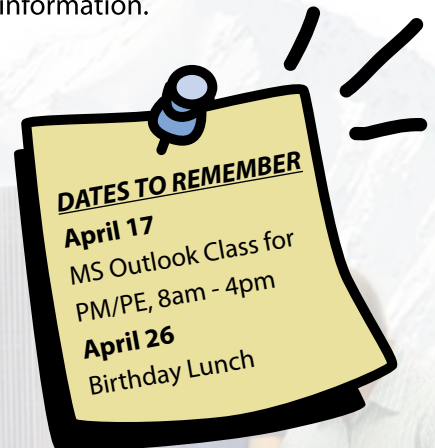 information.
DATES TO REMEMBER
April 17
MS Outlook Class for
PM/PE, 8am - 4pm
April 26
Birthday Lunch